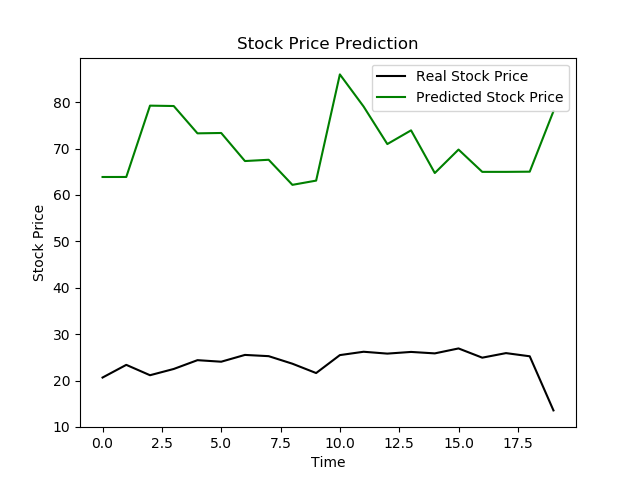 Stock Price Prediction
Real Stock Price
Predicted Stock Price
Stock Price
80
70
60
50
40
30
20
10
0.0 2.5 5.0 7.5 10.0 12.5 15.0 17.5
Time